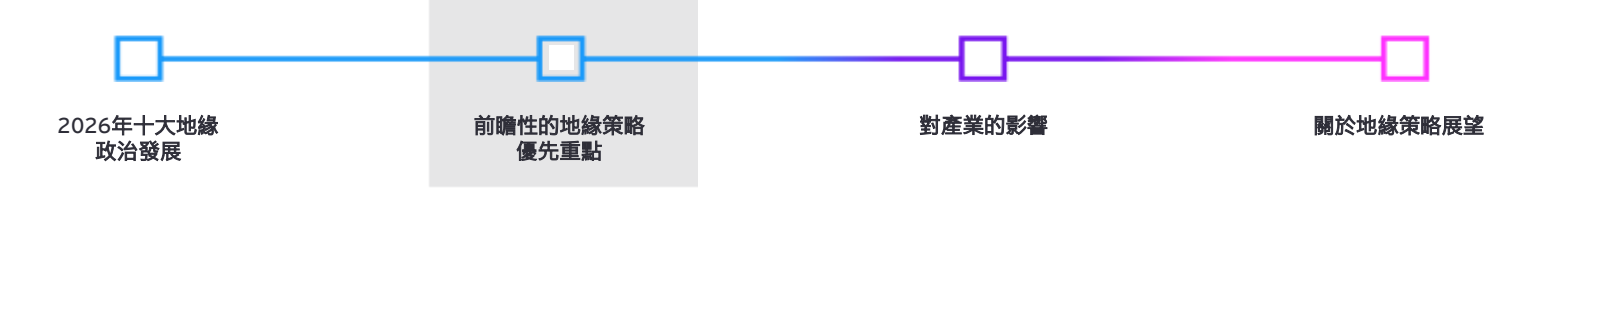 2026年十大地緣
政治發展
前瞻性的地緣策略
優先重點
對產業的影響
關於地緣策略展望